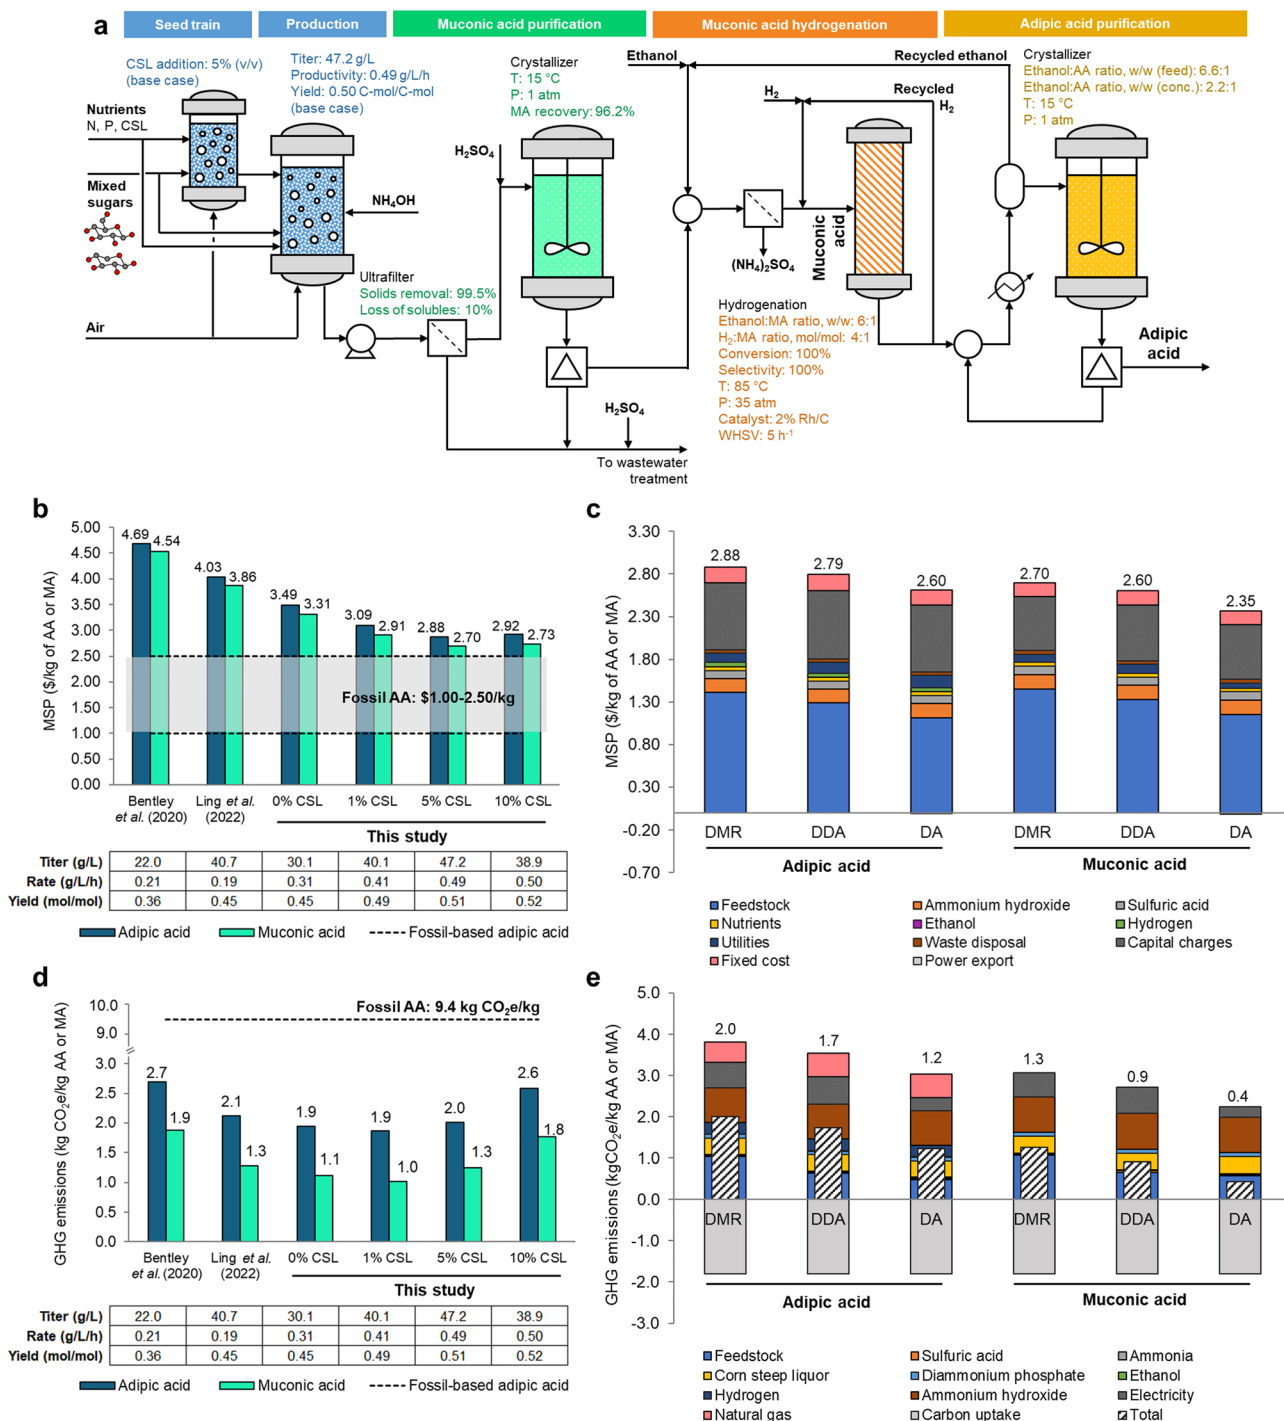 a
Seed train
Production
Muconic acid purification
Muconic acid hydrogenation
Adipic acid purification
CSL addition: 5% (v/v)
(base case)
Titer: 47.2 g/L
Productivity: 0.49 g/L/h
Yield: 0.50 C-mol/C-mol
(base case)
Crystallizer
T: 15 °C
P: 1 atm
MA recovery: 96.2%
Ethanol
Recycled ethanol
H₂
Recycled
H₂
Crystallizer
Ethanol:AA ratio, w/w (feed): 6.6:1
Ethanol:AA ratio, w/w (conc.): 2.2:1
T: 15 °C
P: 1 atm
Nutrients
N, P, CSL
Mixed
sugars
H₂SO₄
NH₄OH
Muconic
acid
(NH₄)₂SO₄
Ultrafilter
Solids removal: 99.5%
Loss of solubles: 10%
Air
Hydrogenation
Ethanol:MA ratio, w/w: 6:1
H₂:MA ratio, mol/mol: 4:1
Conversion: 100%
Selectivity: 100%
T: 85 °C
P: 35 atm
Catalyst: 2% Rh/C
WHSV: 5 h⁻¹
Adipic
acid
H₂SO₄
To wastewater
treatment
b
MSP ($/kg of AA or MA)
5.00
4.50
4.00
3.50
3.00
2.50
2.00
1.50
1.00
0.50
0.00
4.69
4.54
4.03
3.86
3.49
3.31
3.09
2.91
2.88
2.70
2.92
2.73
Fossil AA: $1.00-2.50/kg
Bentley
et al. (2020)
Ling et al.
(2022)
0% CSL
1% CSL
5% CSL
10% CSL
This study
Titer (g/L) 22.0 40.7 30.1 40.1 47.2 38.9
Rate (g/L/h) 0.21 0.19 0.31 0.41 0.49 0.50
Yield (mol/mol) 0.36 0.45 0.45 0.49 0.51 0.52
Adipic acid
Muconic acid
Fossil-based adipic acid
c
MSP ($/kg of AA or MA)
3.30
2.80
2.30
1.80
1.30
0.80
0.30
-0.20
-0.70
2.88
2.79
2.60
2.70
2.60
2.35
DMR
DDA
DA
DMR
DDA
DA
Adipic acid
Muconic acid
Feedstock
Ammonium hydroxide
Sulfuric acid
Nutrients
Ethanol
Hydrogen
Utilities
Waste disposal
Capital charges
Fixed cost
Power export
d
GHG emissions (kg CO₂e/kg AA or MA)
10.0
9.0
3.0
2.5
2.0
1.5
1.0
0.5
0.0
Fossil AA: 9.4 kg CO₂e/kg
2.7
1.9
2.1
1.3
1.9
1.1
1.9
1.0
2.0
1.3
2.6
1.8
Bentley
et al. (2020)
Ling et al.
(2022)
0% CSL
1% CSL
5% CSL
10% CSL
This study
Titer (g/L) 22.0 40.7 30.1 40.1 47.2 38.9
Rate (g/L/h) 0.21 0.19 0.31 0.41 0.49 0.50
Yield (mol/mol) 0.36 0.45 0.45 0.49 0.51 0.52
Adipic acid
Muconic acid
Fossil-based adipic acid
e
GHG emissions (kgCO₂e/kg AA or MA)
5.0
4.0
3.0
2.0
1.0
0.0
-1.0
-2.0
-3.0
2.0
1.7
1.2
1.3
0.9
0.4
DMR
DDA
DA
DMR
DDA
DA
Adipic acid
Muconic acid
Feedstock
Sulfuric acid
Ammonia
Corn steep liquor
Diammonium phosphate
Ethanol
Hydrogen
Ammonium hydroxide
Electricity
Natural gas
Carbon uptake
Total